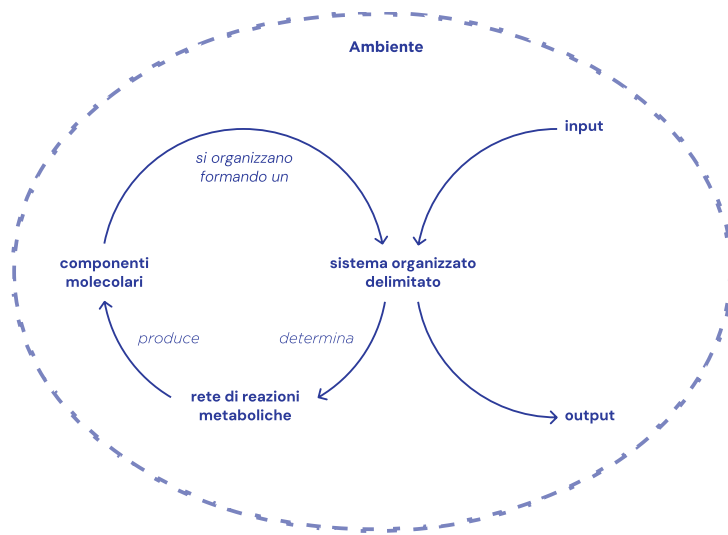 Ambiente
input
si organizzano
formando un
componenti
molecolari
sistema organizzato
delimitato
produce
determina
rete di reazioni
metaboliche
output